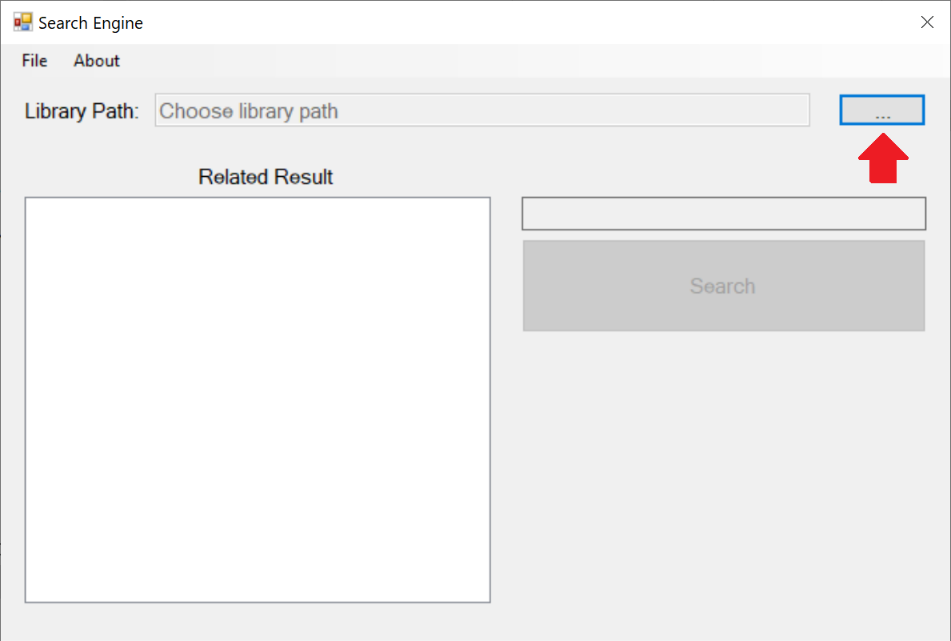 Search Engine
File About
Library Path: Choose library path ...
Related Result
Search